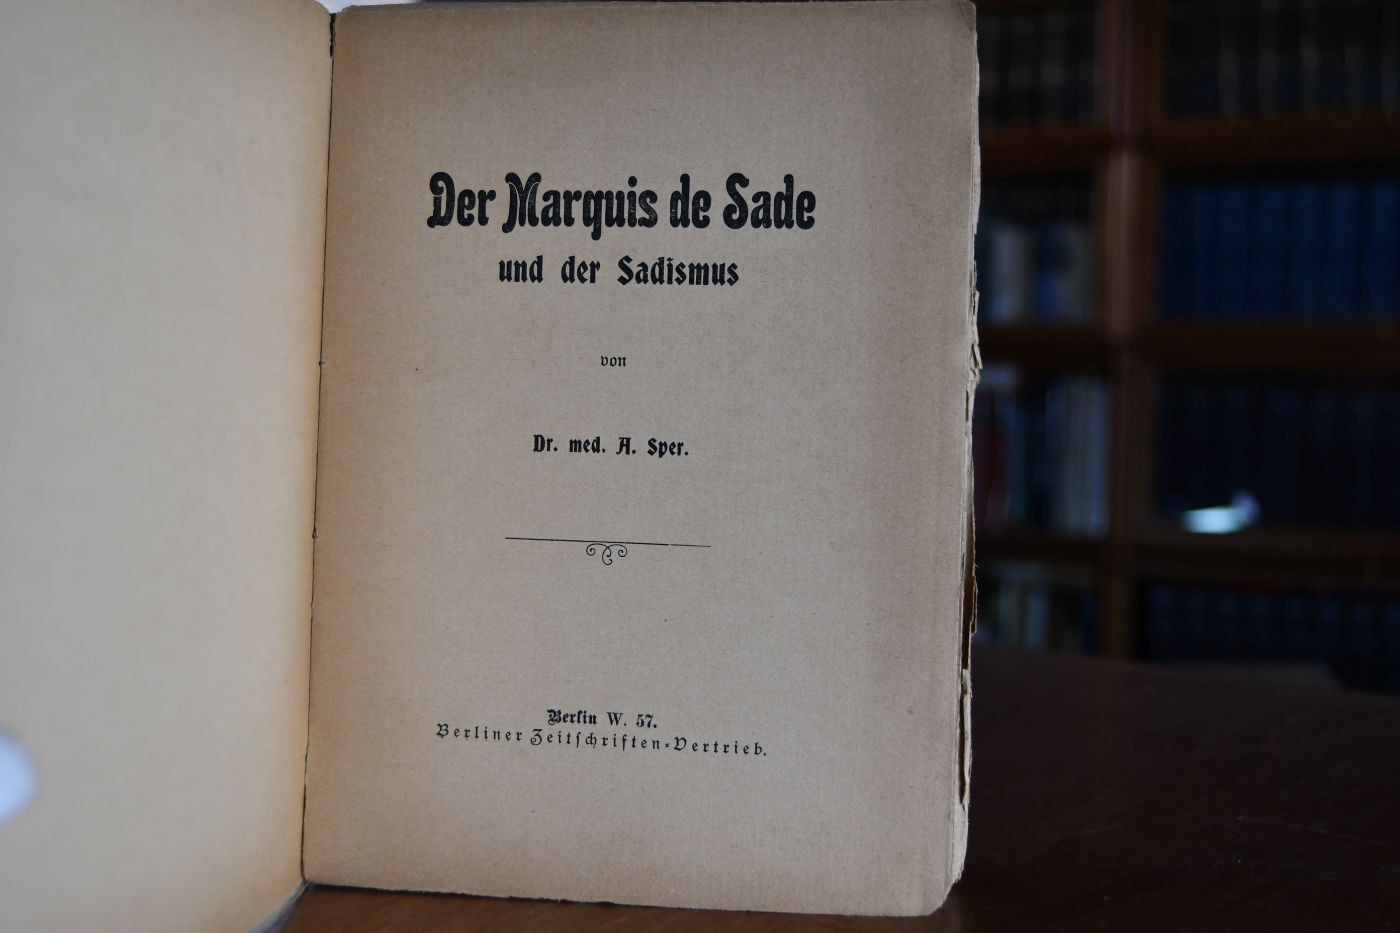 Der Marquis de Sade
und der Sadismus
von
Dr. med. A. Sper.
Berlin W. 57.
Berliner Zeitschriften-Vertrieb.